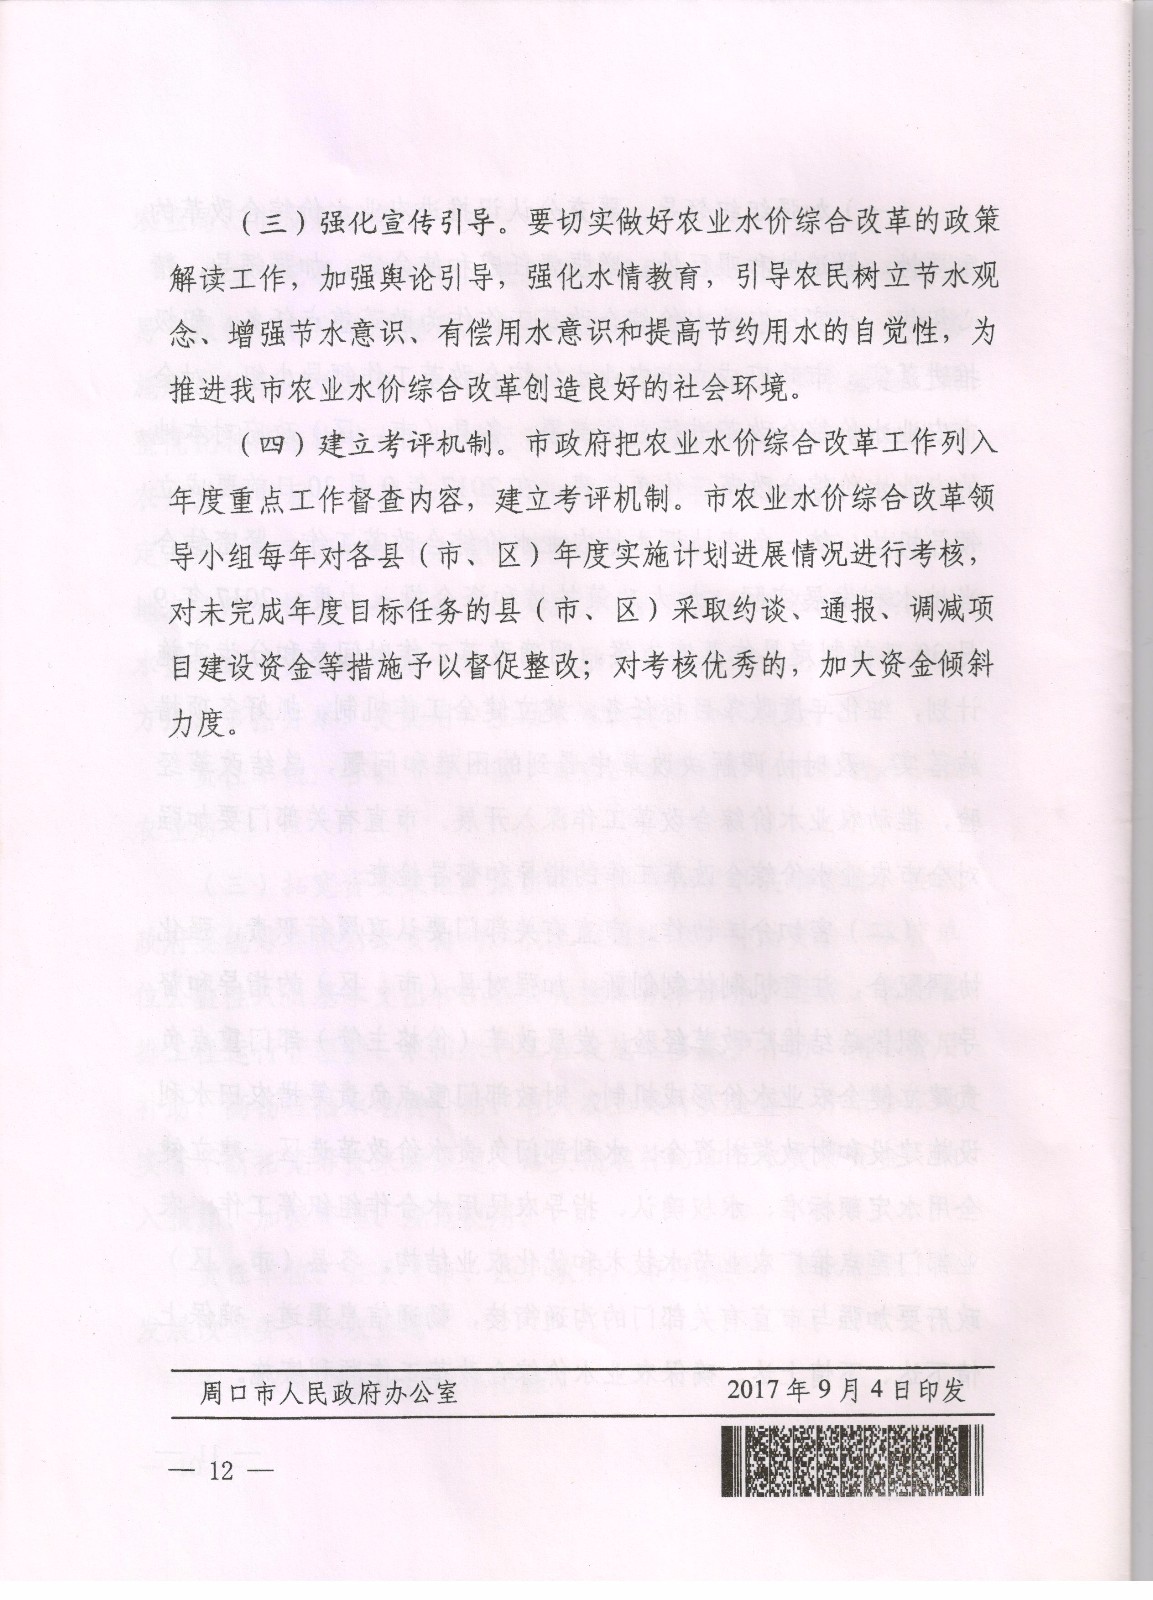 （三）强化宣传引导。要切实做好农业水价综合改革的政策
解读工作，加强舆论引导，强化水情教育，引导农民树立节水观
念、增强节水意识、有偿用水意识和提高节约用水的自觉性，为
推进我市农业水价综合改革创造良好的社会环境。
（四）建立考评机制。市政府把农业水价综合改革工作列入
年度重点工作督查内容，建立考评机制。市农业水价综合改革领
导小组每年对各县（市、区）年度实施计划进展情况进行考核，
对未完成年度目标任务的县（市、区）采取约谈、通报、调减项
目建设资金等措施予以督促整改；对考核优秀的，加大资金倾斜
力度。
周口市人民政府办公室 2017年9月4日印发
— 12 —